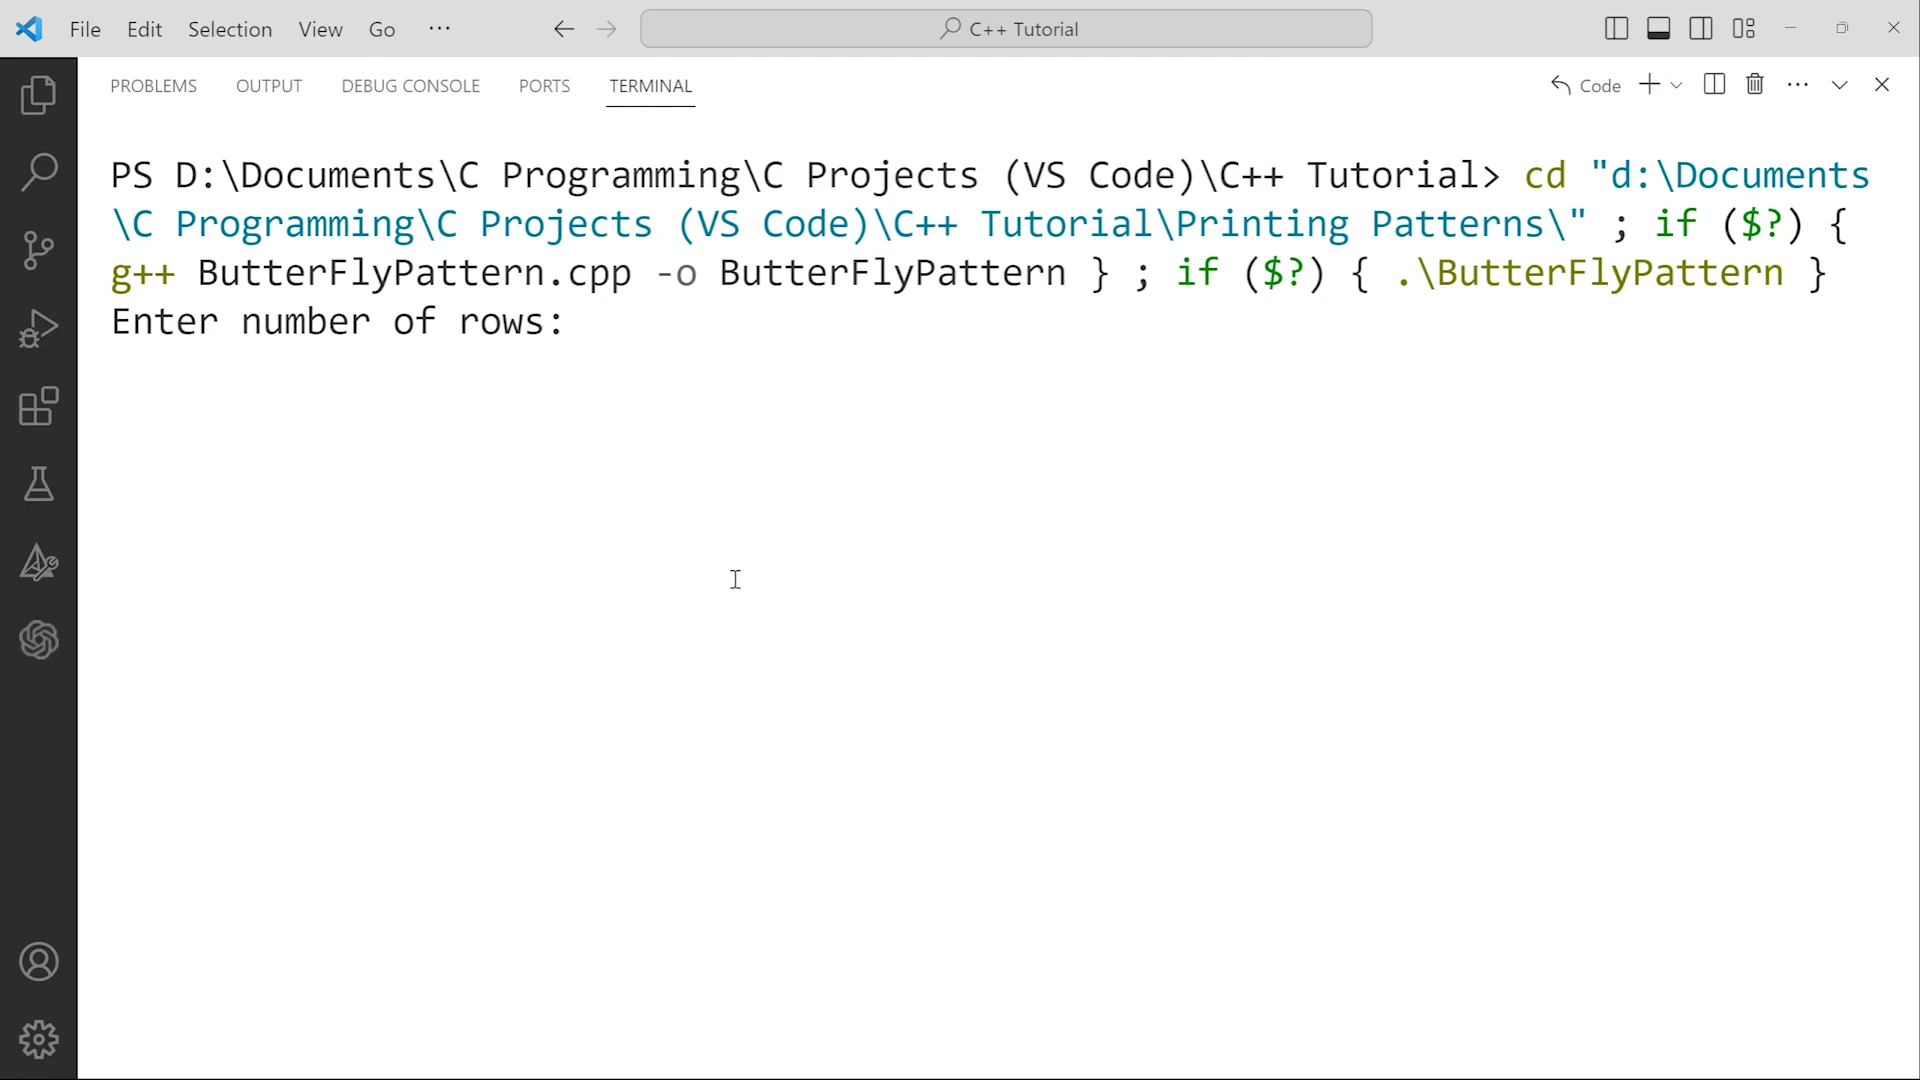 File Edit Selection View Go ··· C++ Tutorial
PROBLEMS OUTPUT DEBUG CONSOLE PORTS TERMINAL Code
PS D:\Documents\C Programming\C Projects (VS Code)\C++ Tutorial> cd "d:\Documents
\C Programming\C Projects (VS Code)\C++ Tutorial\Printing Patterns\" ; if ($?) {
g++ ButterFlyPattern.cpp -o ButterFlyPattern } ; if ($?) { .\ButterFlyPattern }
Enter number of rows: